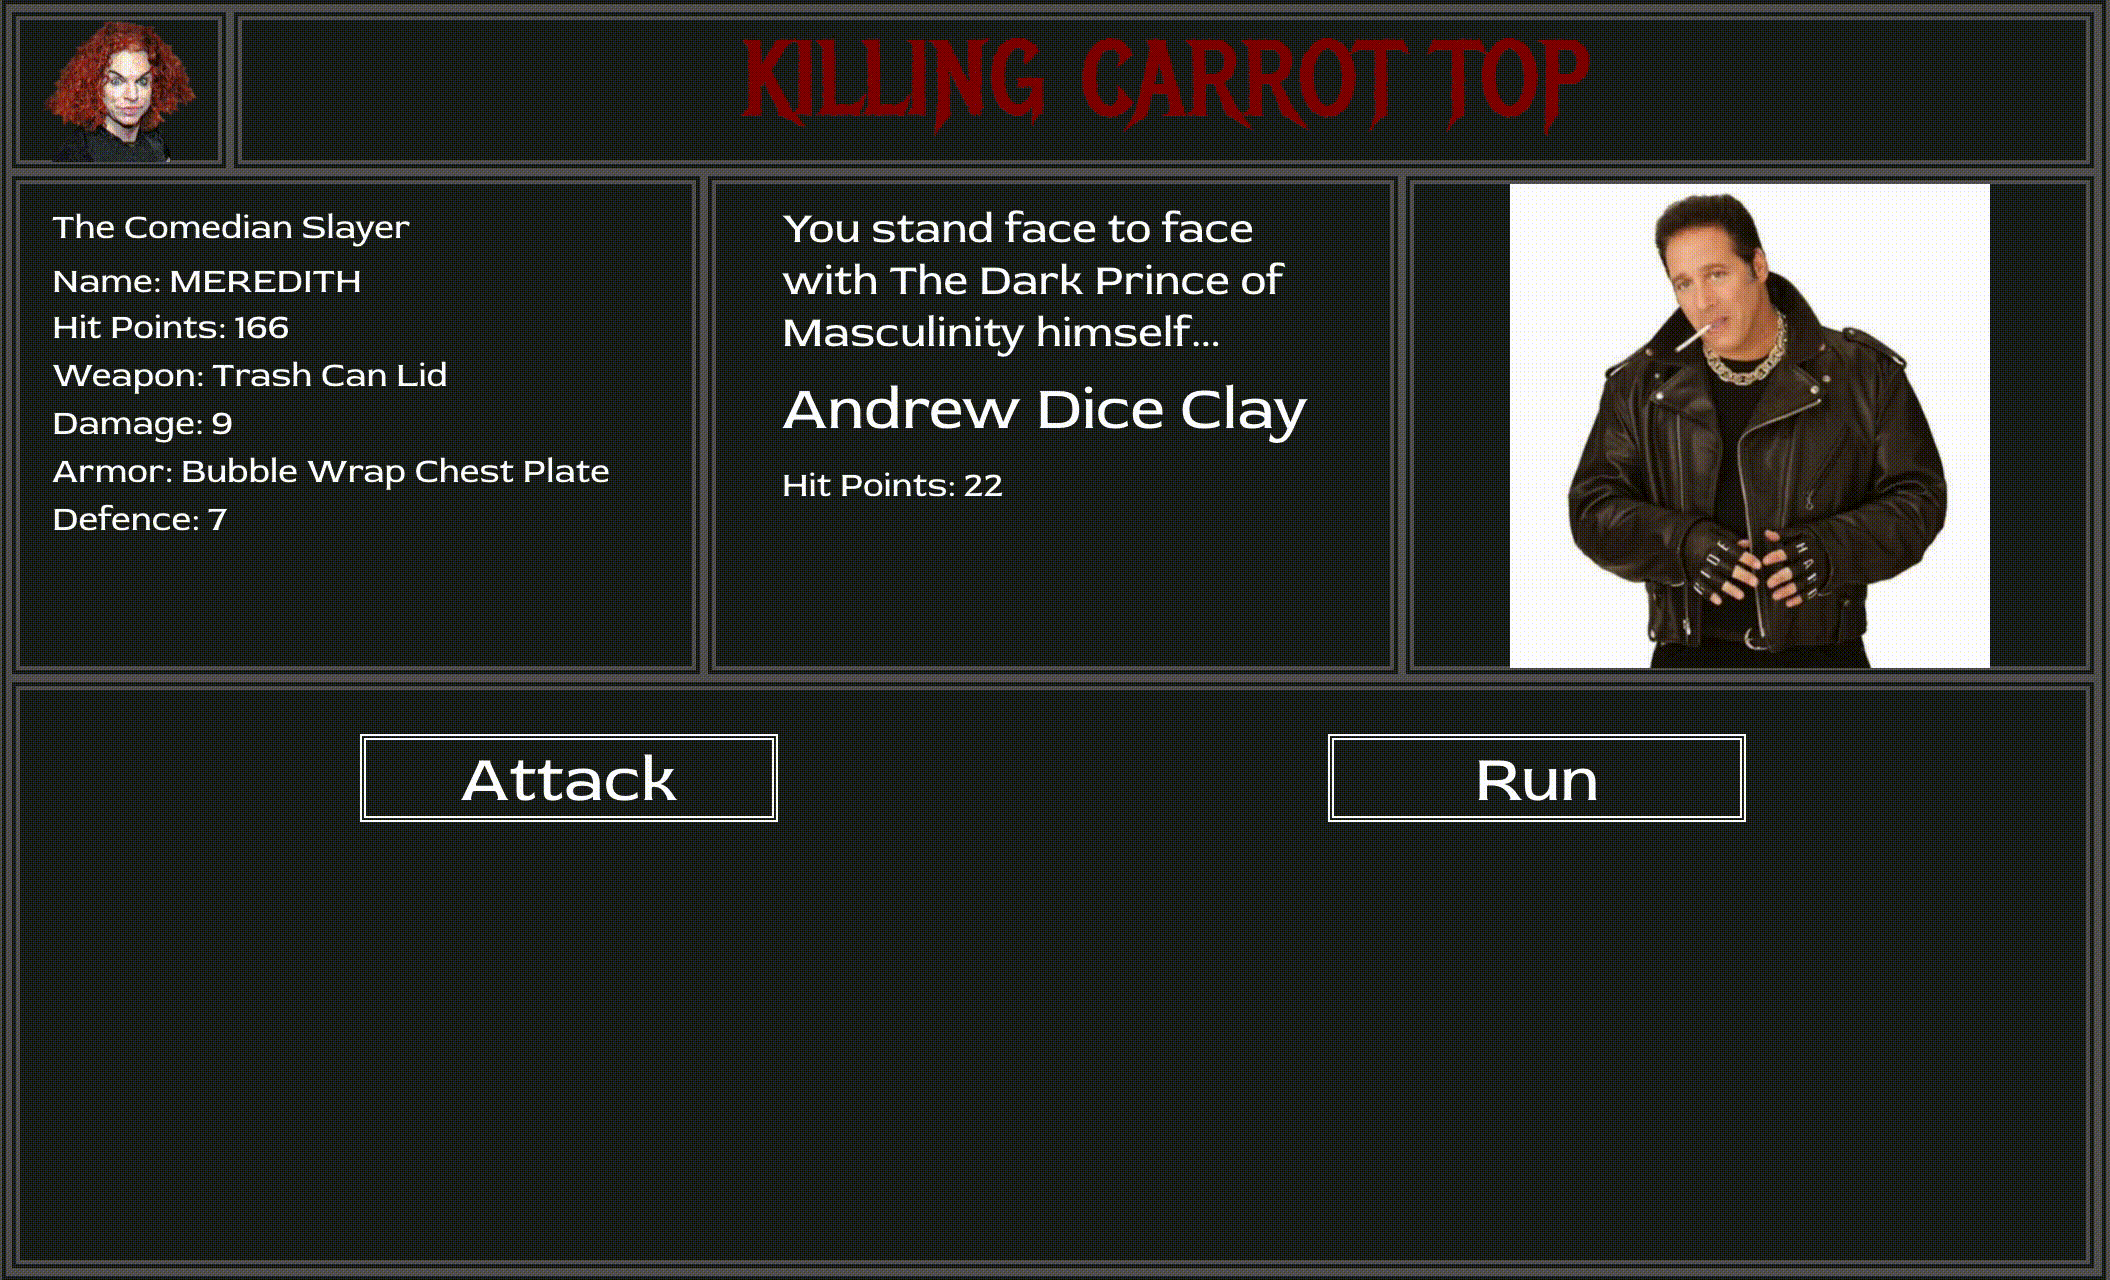 KILLING CARROT TOP
The Comedian Slayer
Name: MEREDITH
Hit Points: 166
Weapon: Trash Can Lid
Damage: 9
Armor: Bubble Wrap Chest Plate
Defence: 7
You stand face to face
with The Dark Prince of
Masculinity himself...
Andrew Dice Clay
Hit Points: 22
Attack
Run